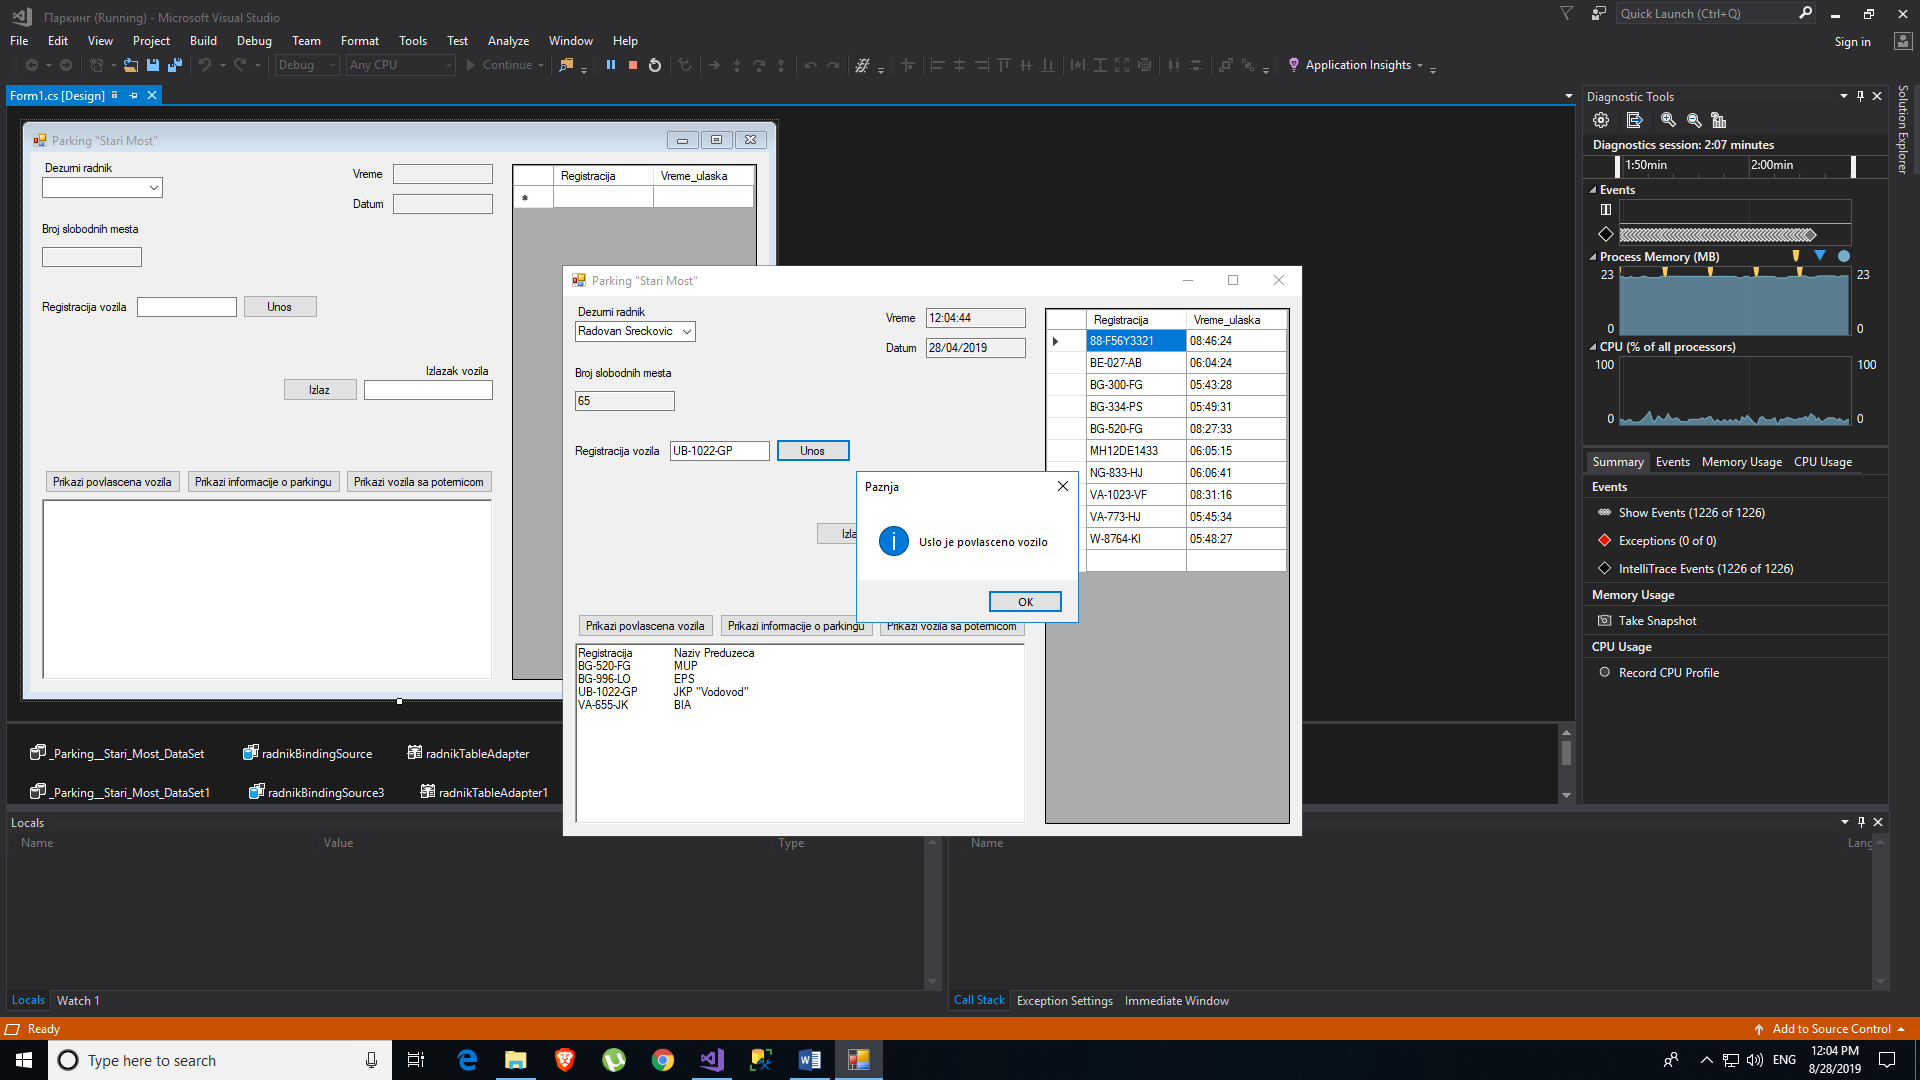 Паркинг (Running) - Microsoft Visual Studio
Quick Launch (Ctrl+Q)
File Edit View Project Build Debug Team Format Tools Test Analyze Window Help
Sign in
Debug Any CPU Continue Application Insights
Form1.cs [Design]
Parking "Stari Most"
Dezurni radnik
Vreme
Datum
Registracija Vreme_ulaska
Broj slobodnih mesta
Registracija vozila
Unos
Izlazak vozila
Izlaz
Prikazi povlascena vozila
Prikazi informacije o parkingu
Prikazi vozila sa poternicom
Parking "Stari Most"
Dezurni radnik
Radovan Sreckovic
Vreme 12:04:44
Datum 28/04/2019
Broj slobodnih mesta
65
Registracija vozila UB-1022-GP Unos
Izla
Prikazi povlascena vozila
Prikazi informacije o parkingu
Prikazi vozila sa poternicom
Registracija Naziv Preduzeca
BG-520-FG MUP
BG-996-LO EPS
UB-1022-GP JKP "Vodovod"
VA-655-JK BIA
Registracija Vreme_ulaska
88-F56Y3321 08:46:24
BE-027-AB 06:04:24
BG-300-FG 05:43:28
BG-334-PS 05:49:31
BG-520-FG 08:27:33
MH12DE1433 06:05:15
NG-833-HJ 06:06:41
VA-1023-VF 08:31:16
VA-773-HJ 05:45:34
W-8764-KI 05:48:27
Paznja
Uslo je povlasceno vozilo
OK
_Parking__Stari_Most_DataSet radnikBindingSource radnikTableAdapter
_Parking__Stari_Most_DataSet1 radnikBindingSource3 radnikTableAdapter1
Diagnostic Tools
Diagnostics session: 2:07 minutes
1:50min 2:00min
Events
Process Memory (MB)
23 23
0 0
CPU (% of all processors)
100 100
0 0
Summary Events Memory Usage CPU Usage
Events
Show Events (1226 of 1226)
Exceptions (0 of 0)
IntelliTrace Events (1226 of 1226)
Memory Usage
Take Snapshot
CPU Usage
Record CPU Profile
Solution Explorer
Locals
Name Value Type
Name Lang
Locals Watch 1
Call Stack Exception Settings Immediate Window
Ready
Add to Source Control
Type here to search
ENG
12:04 PM
8/28/2019